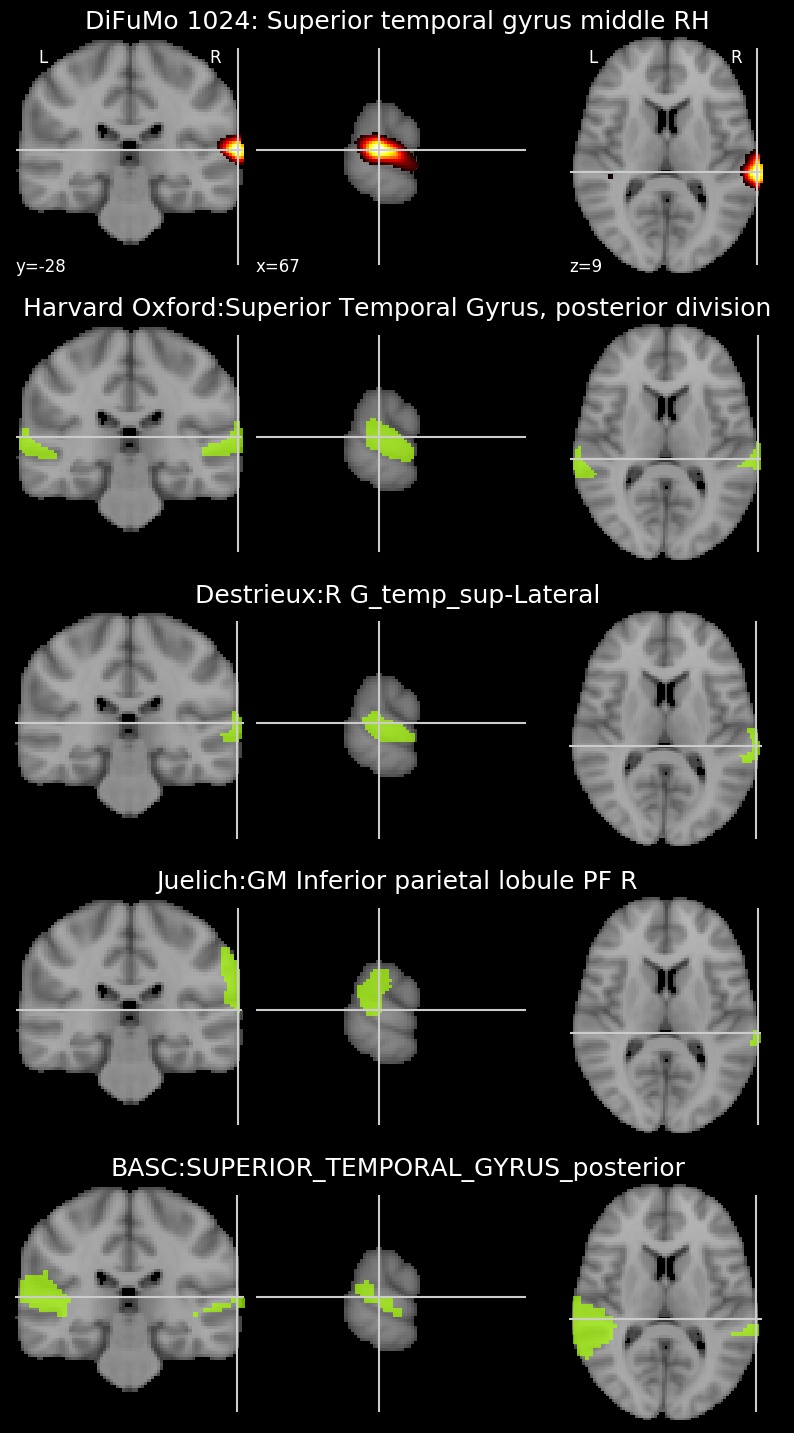 DiFuMo 1024: Superior temporal gyrus middle RH
L R L R
y=-28 x=67 z=9
Harvard Oxford:Superior Temporal Gyrus, posterior division
Destrieux:R G_temp_sup-Lateral
Juelich:GM Inferior parietal lobule PF R
BASC:SUPERIOR_TEMPORAL_GYRUS_posterior